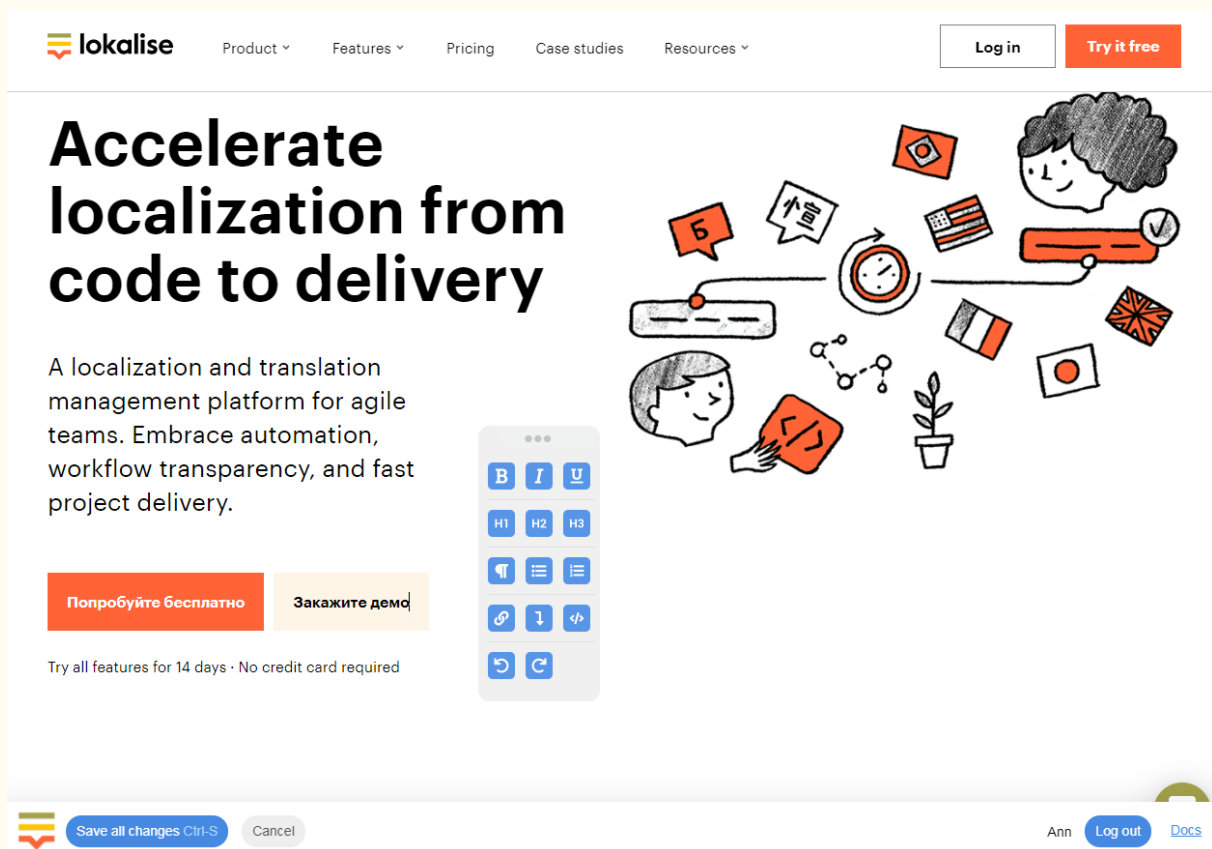 lokalise
Product Features Pricing Case studies Resources
Log in
Try it free
Accelerate
localization from
code to delivery
Б
A localization and translation
management platform for agile
teams. Embrace automation,
workflow transparency, and fast
project delivery.
</>
B I U
H1 H2 H3
¶
</>
Попробуйте бесплатно
Закажите демо
Try all features for 14 days · No credit card required
Save all changes Ctrl-S
Cancel
Ann
Log out
Docs